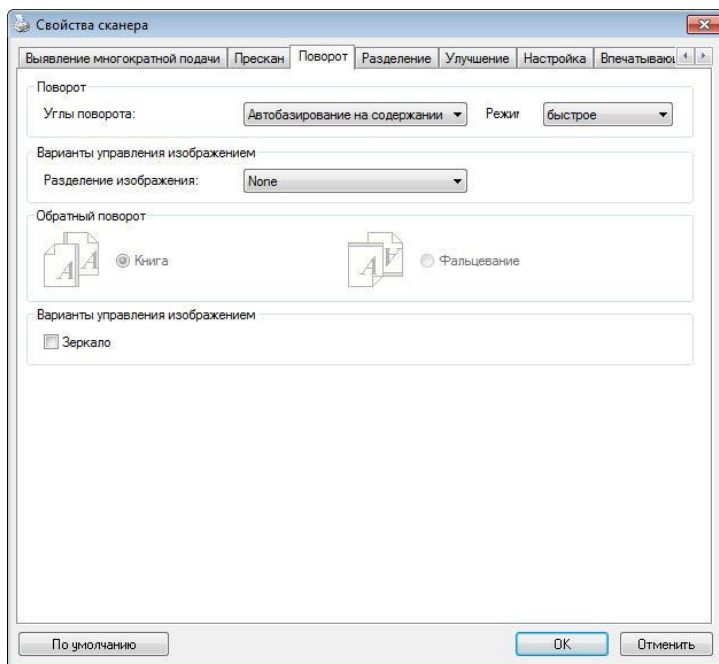 Свойства сканера
Выявление многократной подачи Прескан Поворот Разделение Улучшение Настройка Впечатываю
Поворот
Углы поворота: Автобазирование на содержании Режи быстрое
Варианты управления изображением
Разделение изображения: None
Обратный поворот
A A Книга A A Фальцевание
Варианты управления изображением
Зеркало
По умолчанию OK Отменить